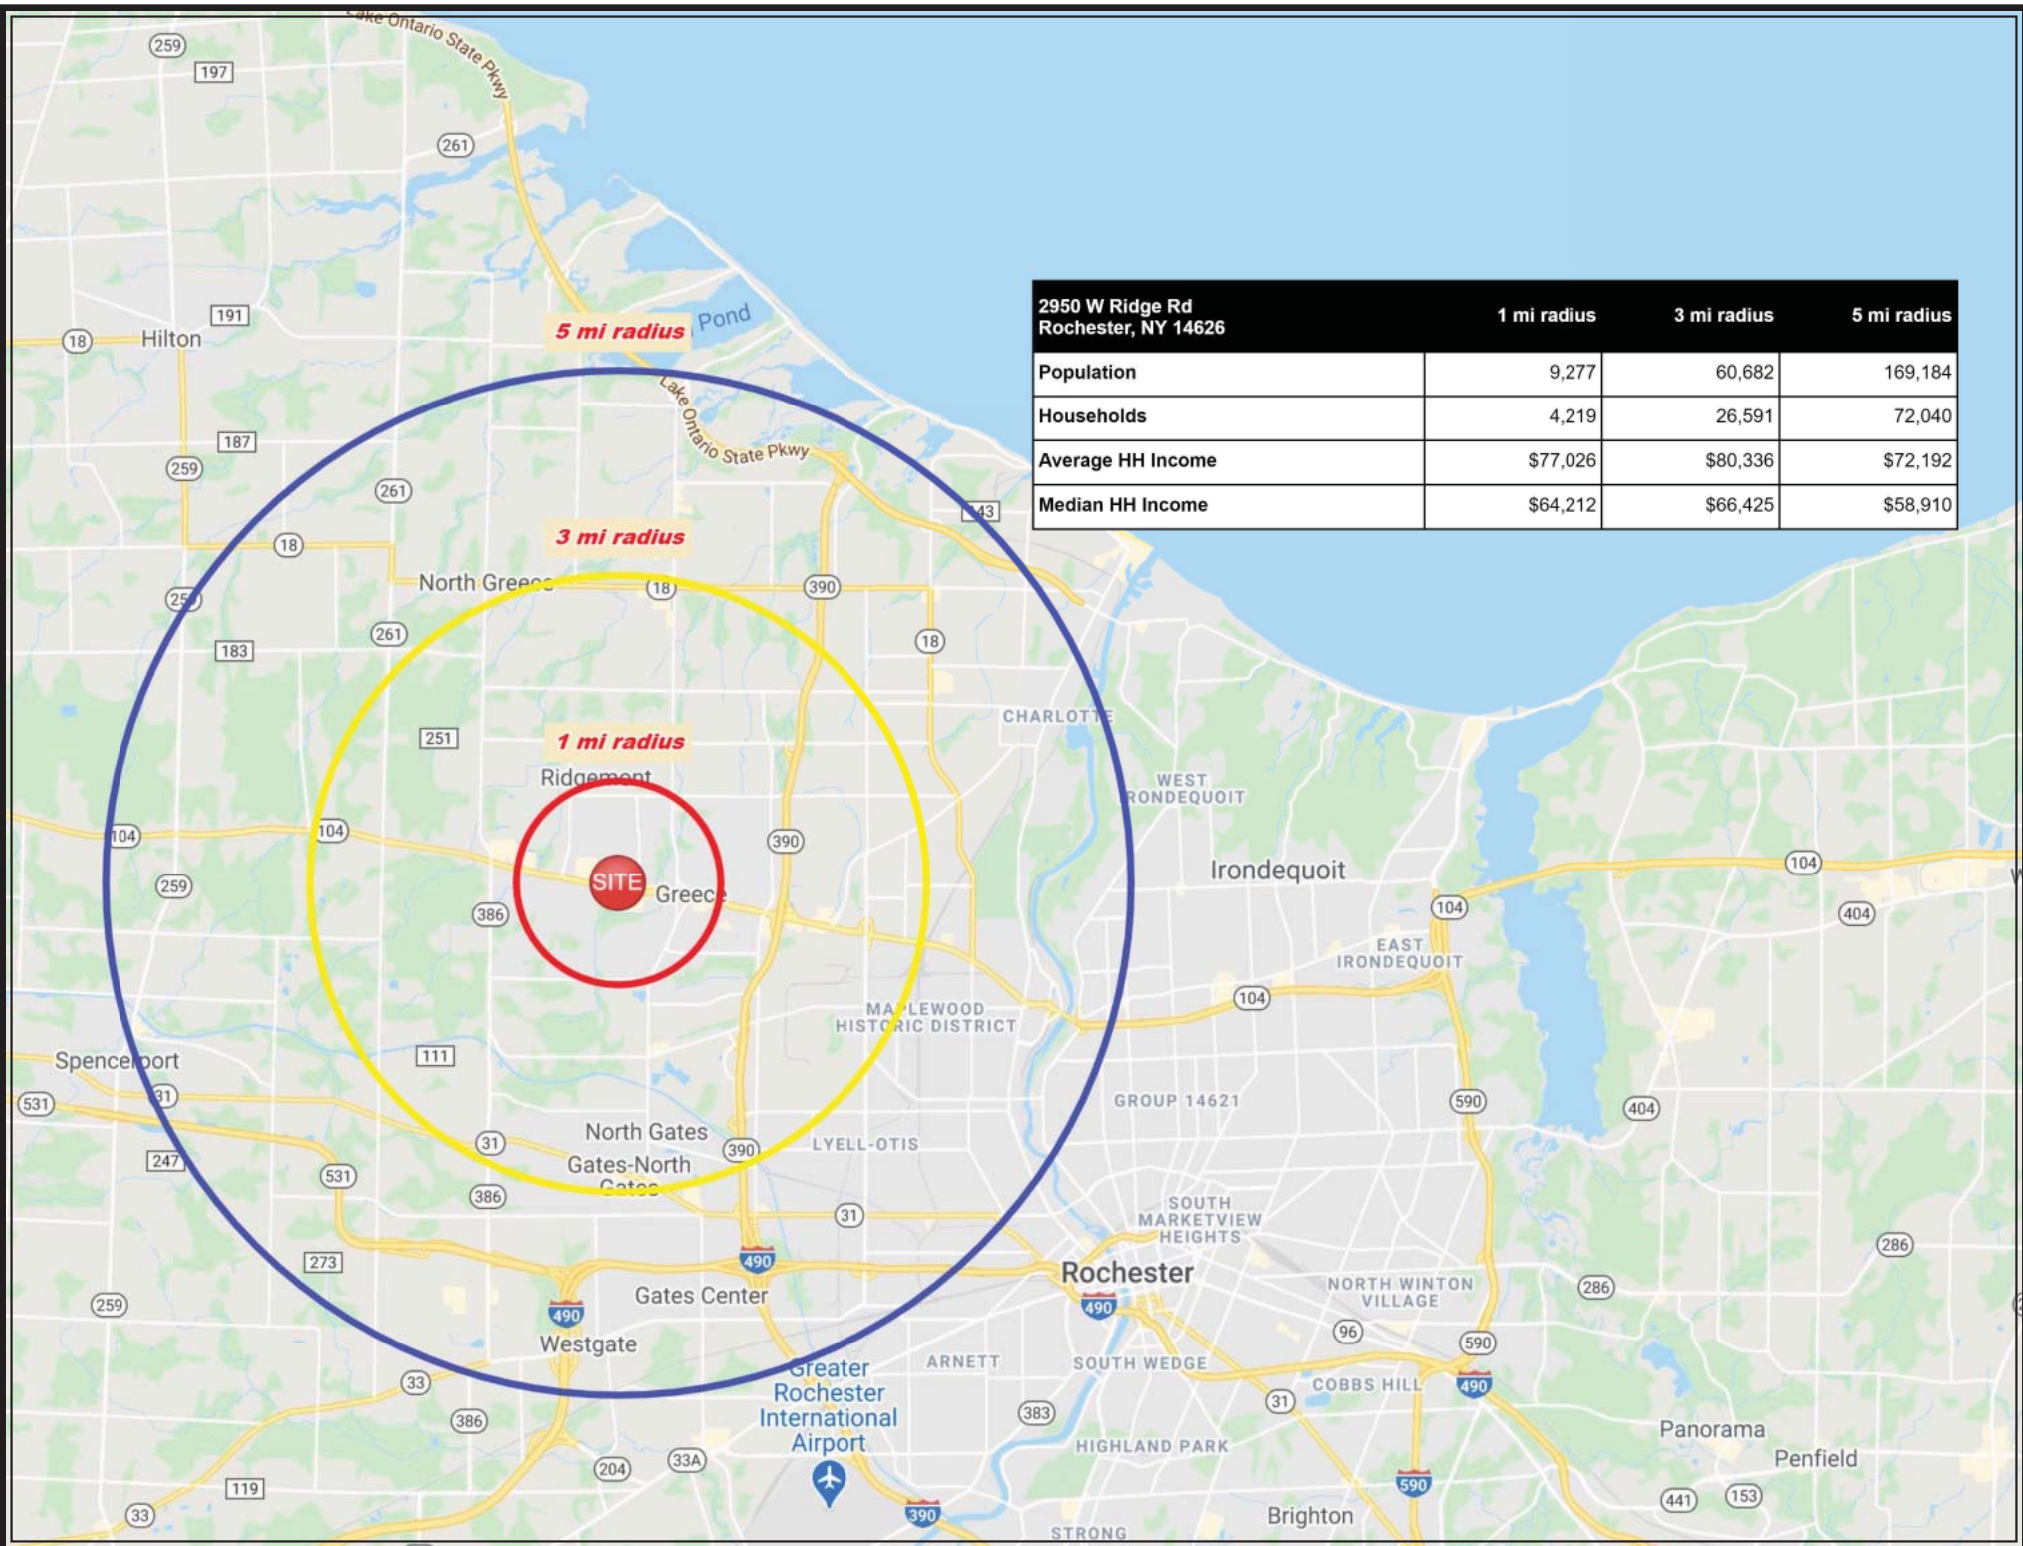 Lake Ontario State Pkwy
259
197
261
2950 W Ridge Rd
Rochester, NY 14626
1 mi radius 3 mi radius 5 mi radius
Population 9,277 60,682 169,184
Households 4,219 26,591 72,040
Average HH Income $77,026 $80,336 $72,192
Median HH Income $64,212 $66,425 $58,910
191
Pond
5 mi radius
18
Hilton
Lake Ontario State Pkwy
187
259
261
143
18
3 mi radius
North Greece
18
390
259
261
18
183
CHARLOTTE
251
1 mi radius
Ridgemont
WEST
IRONDEQUOIT
104
104
390
Irondequoit
104
259
SITE
Greece
386
104
404
EAST
IRONDEQUOIT
104
MAPLEWOOD
HISTORIC DISTRICT
Spencerport
111
31
531
GROUP 14621
590
404
North Gates
31
390
LYELL-OTIS
247
Gates-North
Gates
531
386
31
SOUTH
MARKETVIEW
HEIGHTS
286
273
490
Rochester
286
Gates Center
NORTH WINTON
VILLAGE
259
490
490
96
Westgate
590
ARNETT
SOUTH WEDGE
Greater
Rochester
International
Airport
33
COBBS HILL
490
31
383
386
Panorama
HIGHLAND PARK
Penfield
33A
204
119
590
441
153
33
390
Brighton
STRONG